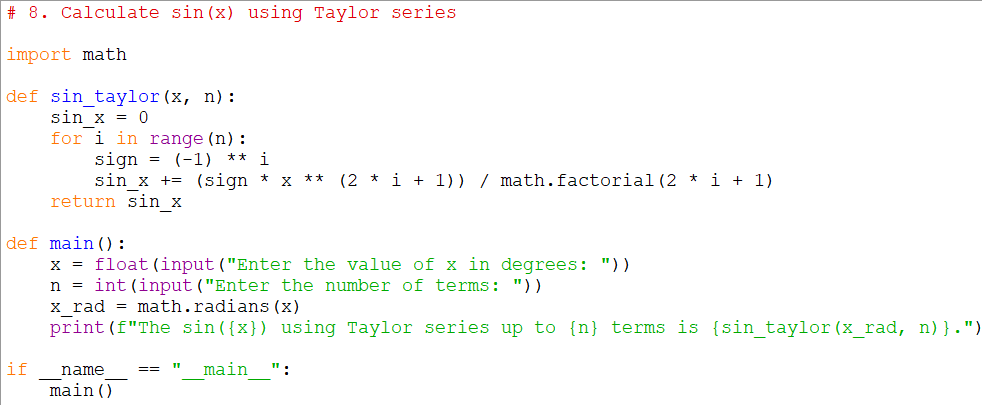 # 8. Calculate sin(x) using Taylor series
import math
def sin_taylor(x, n):
    sin_x = 0
    for i in range(n):
        sign = (-1) ** i
        sin_x += (sign * x ** (2 * i + 1)) / math.factorial(2 * i + 1)
    return sin_x
def main():
    x = float(input("Enter the value of x in degrees: "))
    n = int(input("Enter the number of terms: "))
    x_rad = math.radians(x)
    print(f"The sin({x}) using Taylor series up to {n} terms is {sin_taylor(x_rad, n)}.")
if __name__ == "__main__":
    main()